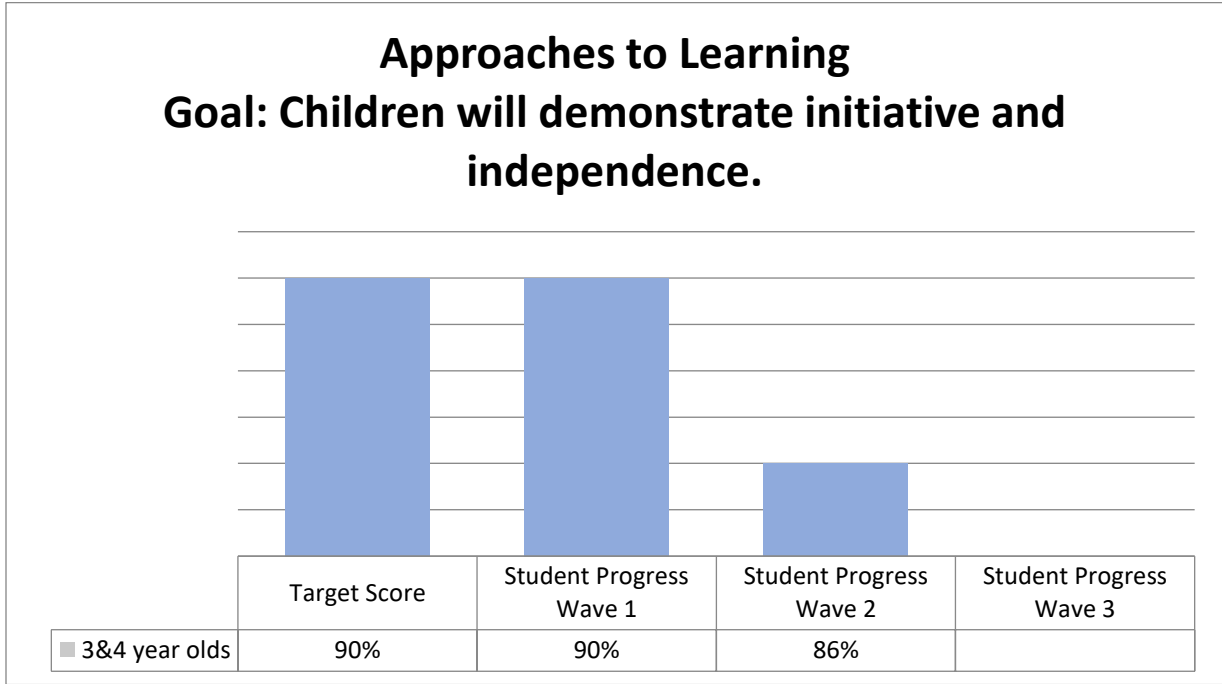 Approaches to Learning
Goal: Children will demonstrate initiative and
independence.
Target Score
Student Progress
Wave 1
Student Progress
Wave 2
Student Progress
Wave 3
3&4 year olds
90%
90%
86%